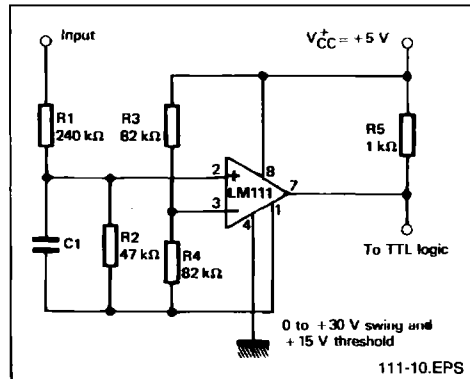 Input
V+CC = +5 V
R1
240 kΩ
R3
82 kΩ
R5
1 kΩ
2
+
8
LM111
7
3
−
4
1
C1
R2
47 kΩ
R4
82 kΩ
To TTL logic
0 to +30 V swing and
+15 V threshold
111-10.EPS